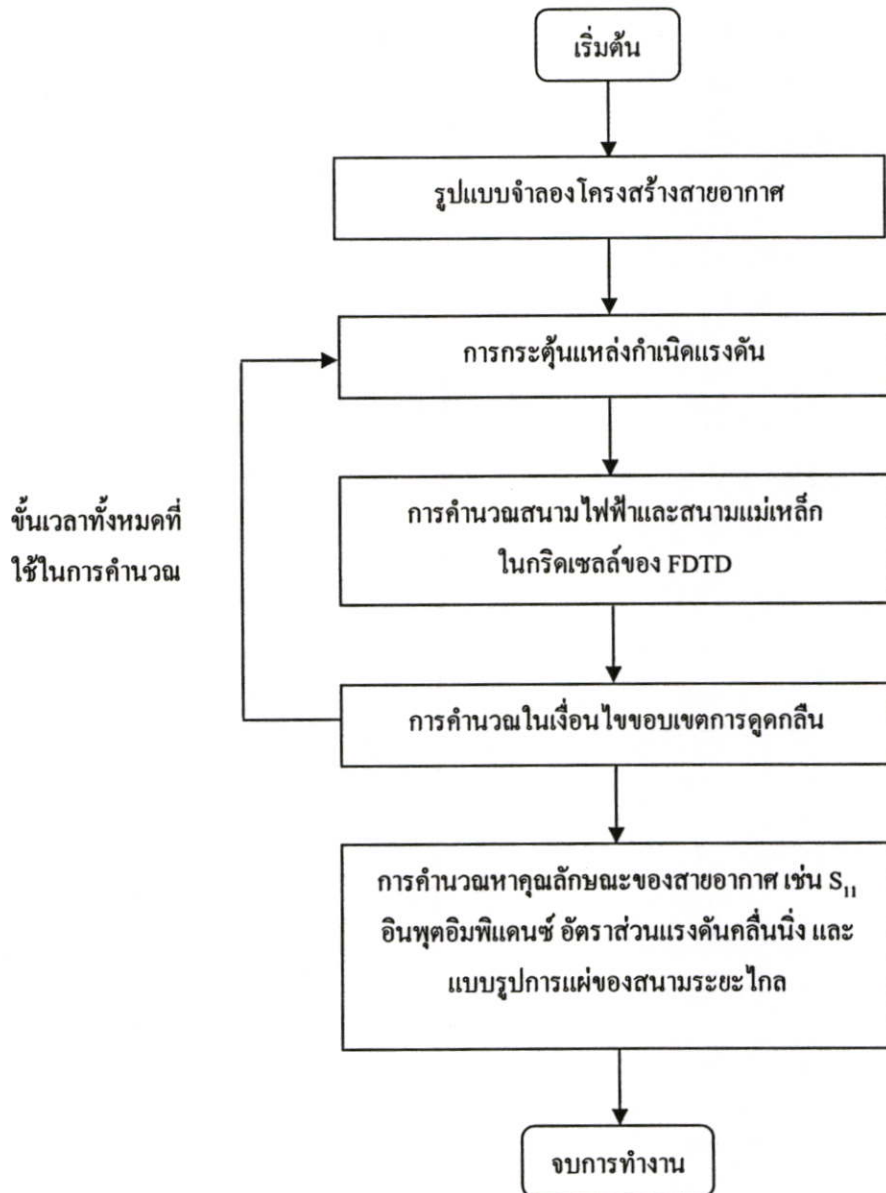 เริ่มต้น
รูปแบบจำลองโครงสร้างสายอากาศ
การกระตุ้นแหล่งกำเนิดแรงดัน
ขั้นเวลาทั้งหมดที่
ใช้ในการคำนวณ
การคำนวณสนามไฟฟ้าและสนามแม่เหล็ก
ในกริดเซลล์ของ FDTD
การคำนวณในเงื่อนไขขอบเขตการดูดกลืน
การคำนวณหาคุณลักษณะของสายอากาศ เช่น S₁₁
อินพุตอิมพิแดนซ์ อัตราส่วนแรงดันคลื่นนิ่ง และ
แบบรูปการแผ่ของสนามระยะไกล
จบการทำงาน